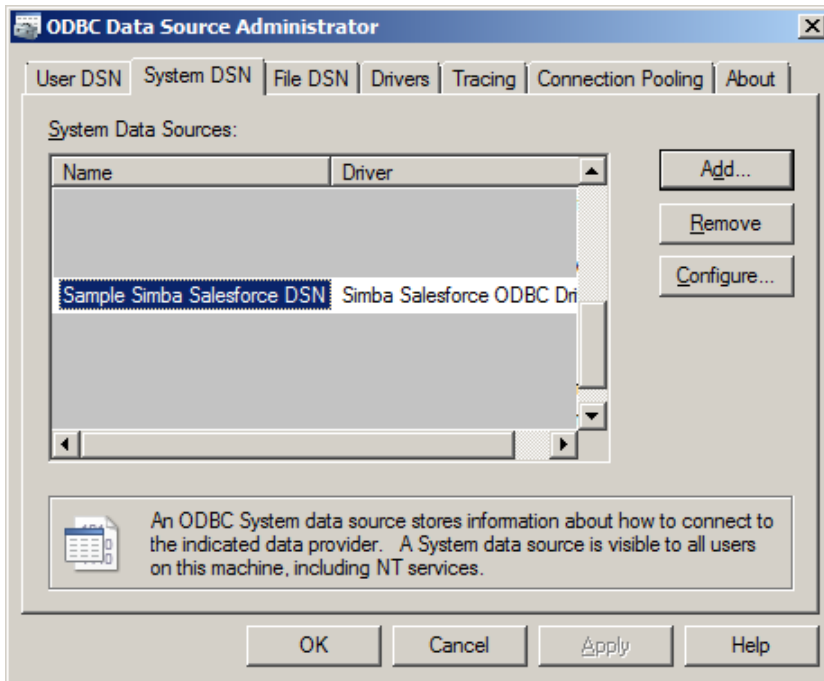 ODBC Data Source Administrator
User DSN System DSN File DSN Drivers Tracing Connection Pooling About
System Data Sources:
Name Driver
Add...
Remove
Sample Simba Salesforce DSN Simba Salesforce ODBC Dri
Configure...
An ODBC System data source stores information about how to connect to
the indicated data provider. A System data source is visible to all users
on this machine, including NT services.
OK Cancel Apply Help